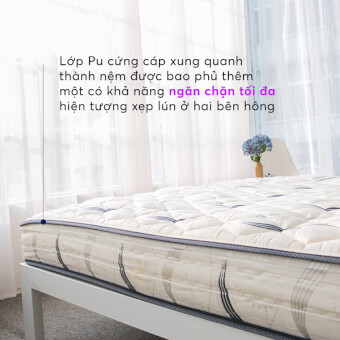 Lớp Pu cứng cáp xung quanh
thành nệm được bao phủ thêm
một có khả năng ngăn chặn tối đa
hiện tượng xẹp lún ở hai bên hông